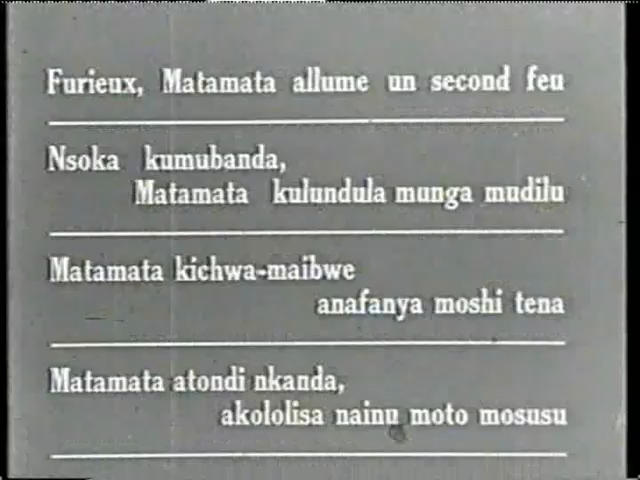 Furieux, Matamata allume un second feu
Nsoka kumubanda,
Matamata kulundula munga mudilu
Matamata kichwa-maibwe
anafanya moshi tena
Matamata atondi nkanda,
akololisa nainu moto mosusu